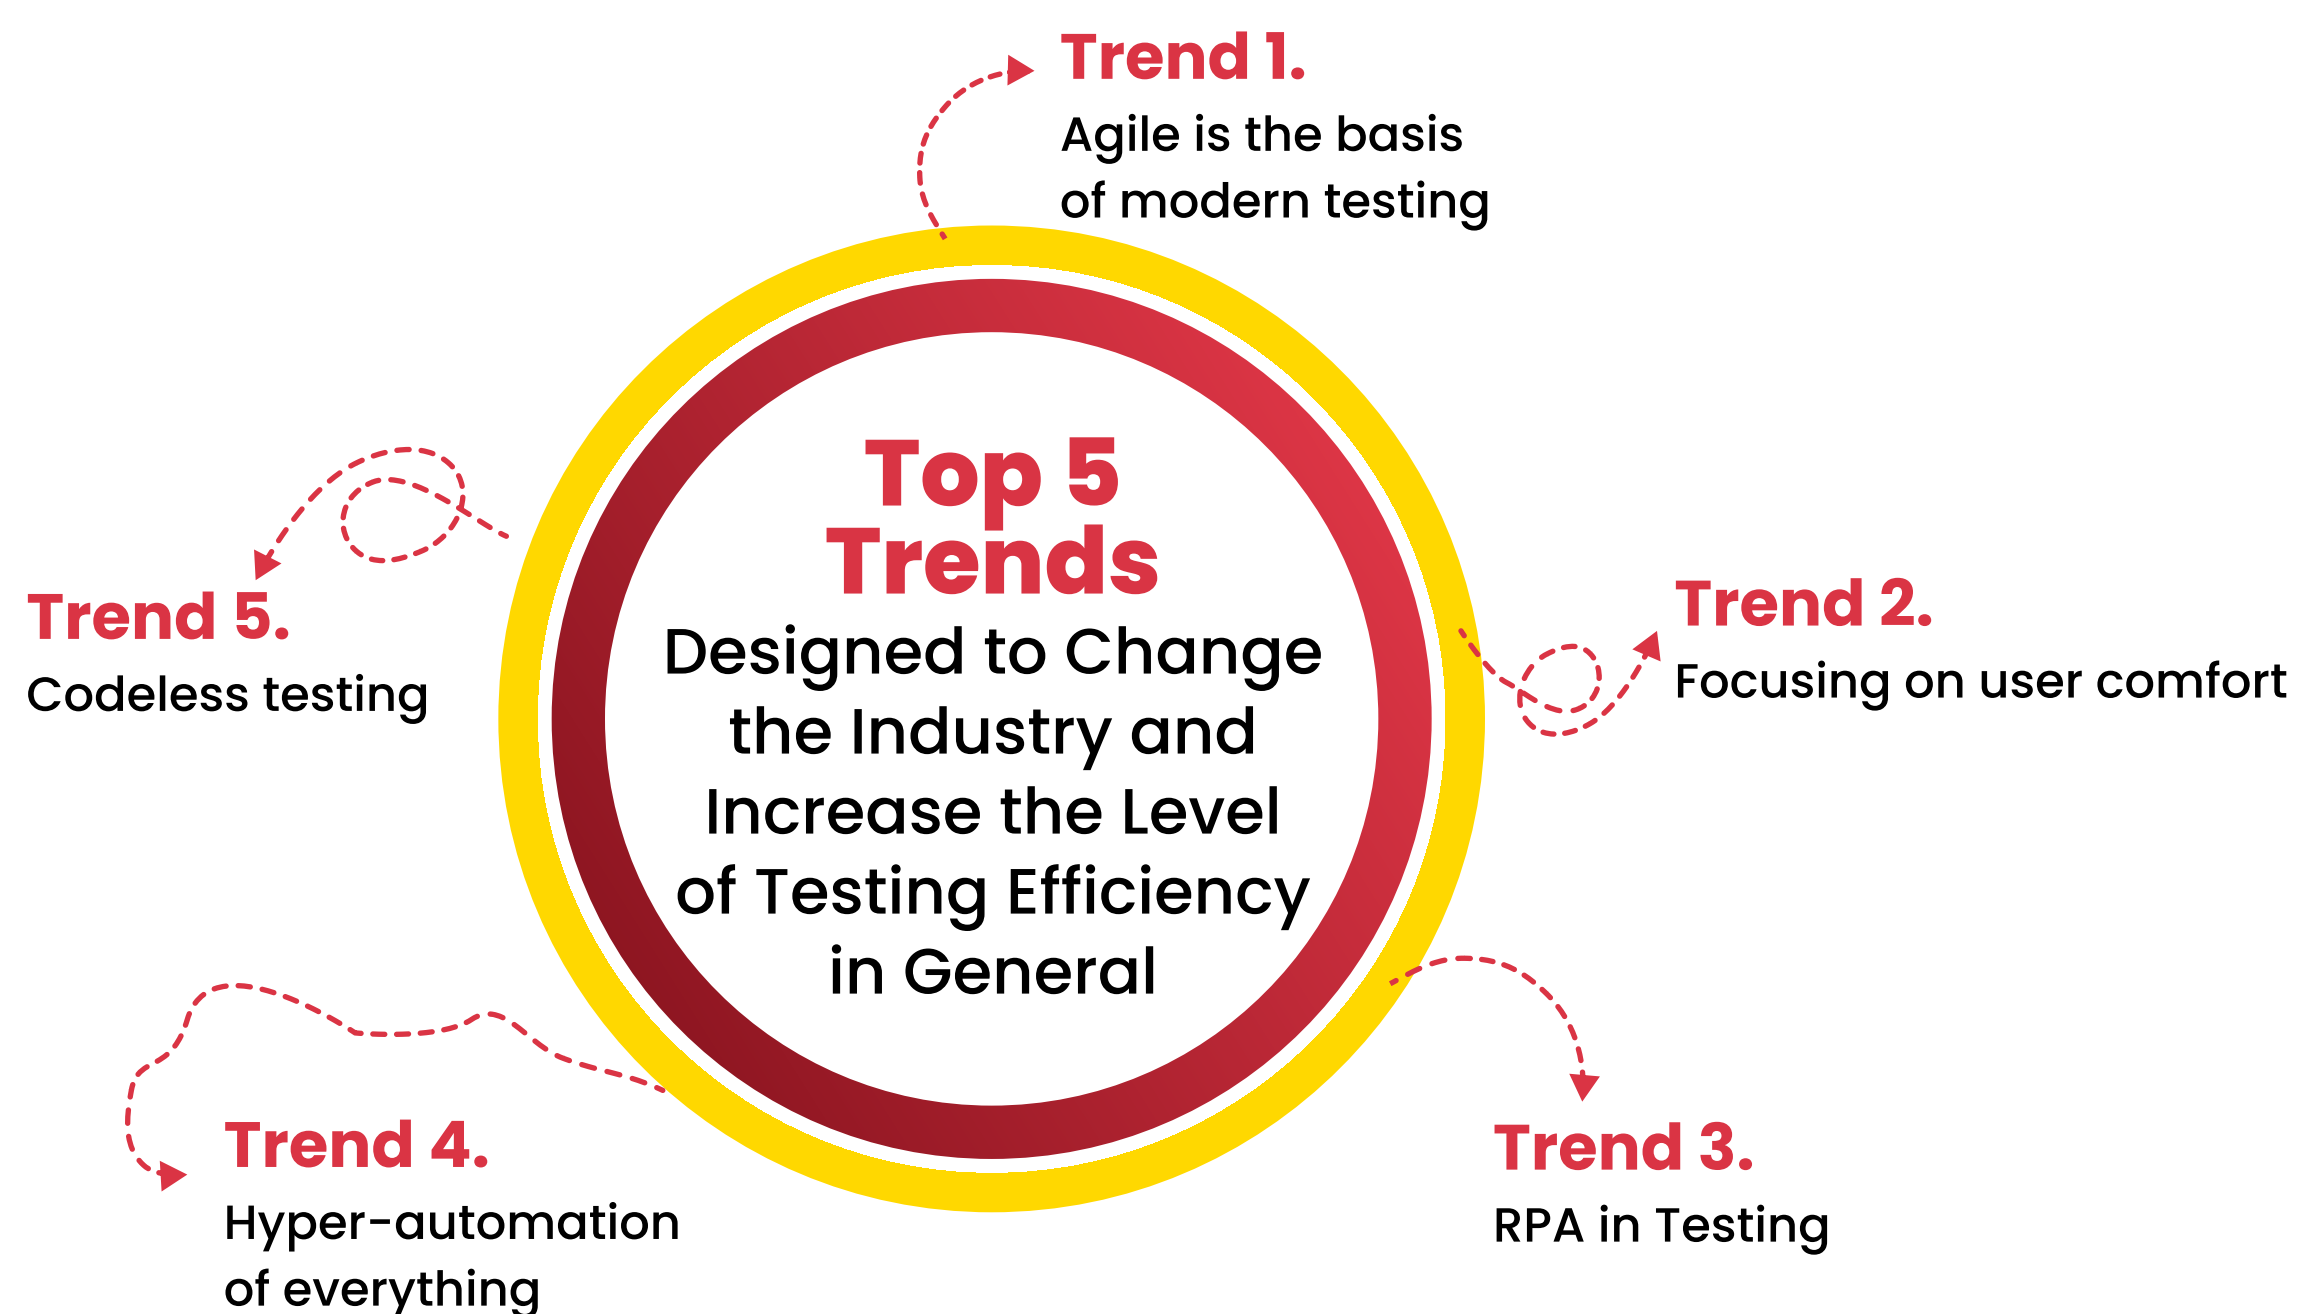 Trend 1.
Agile is the basis
of modern testing
Top 5
Trends
Designed to Change
the Industry and
Increase the Level
of Testing Efficiency
in General
Trend 2.
Focusing on user comfort
Trend 3.
RPA in Testing
Trend 4.
Hyper-automation
of everything
Trend 5.
Codeless testing